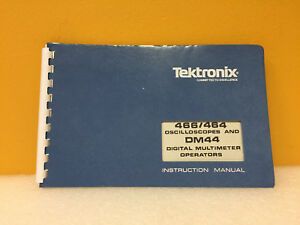 Tektronix
COMMITTED TO EXCELLENCE
466/464
OSCILLOSCOPES AND
DM44
DIGITAL MULTIMETER
OPERATORS
INSTRUCTION MANUAL